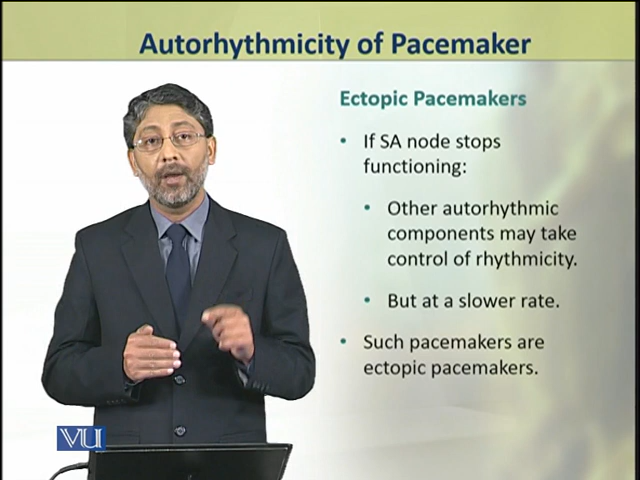 Autorhythmicity of Pacemaker
Ectopic Pacemakers
• If SA node stops
functioning:
• Other autorhythmic
components may take
control of rhythmicity.
• But at a slower rate.
• Such pacemakers are
ectopic pacemakers.
VU